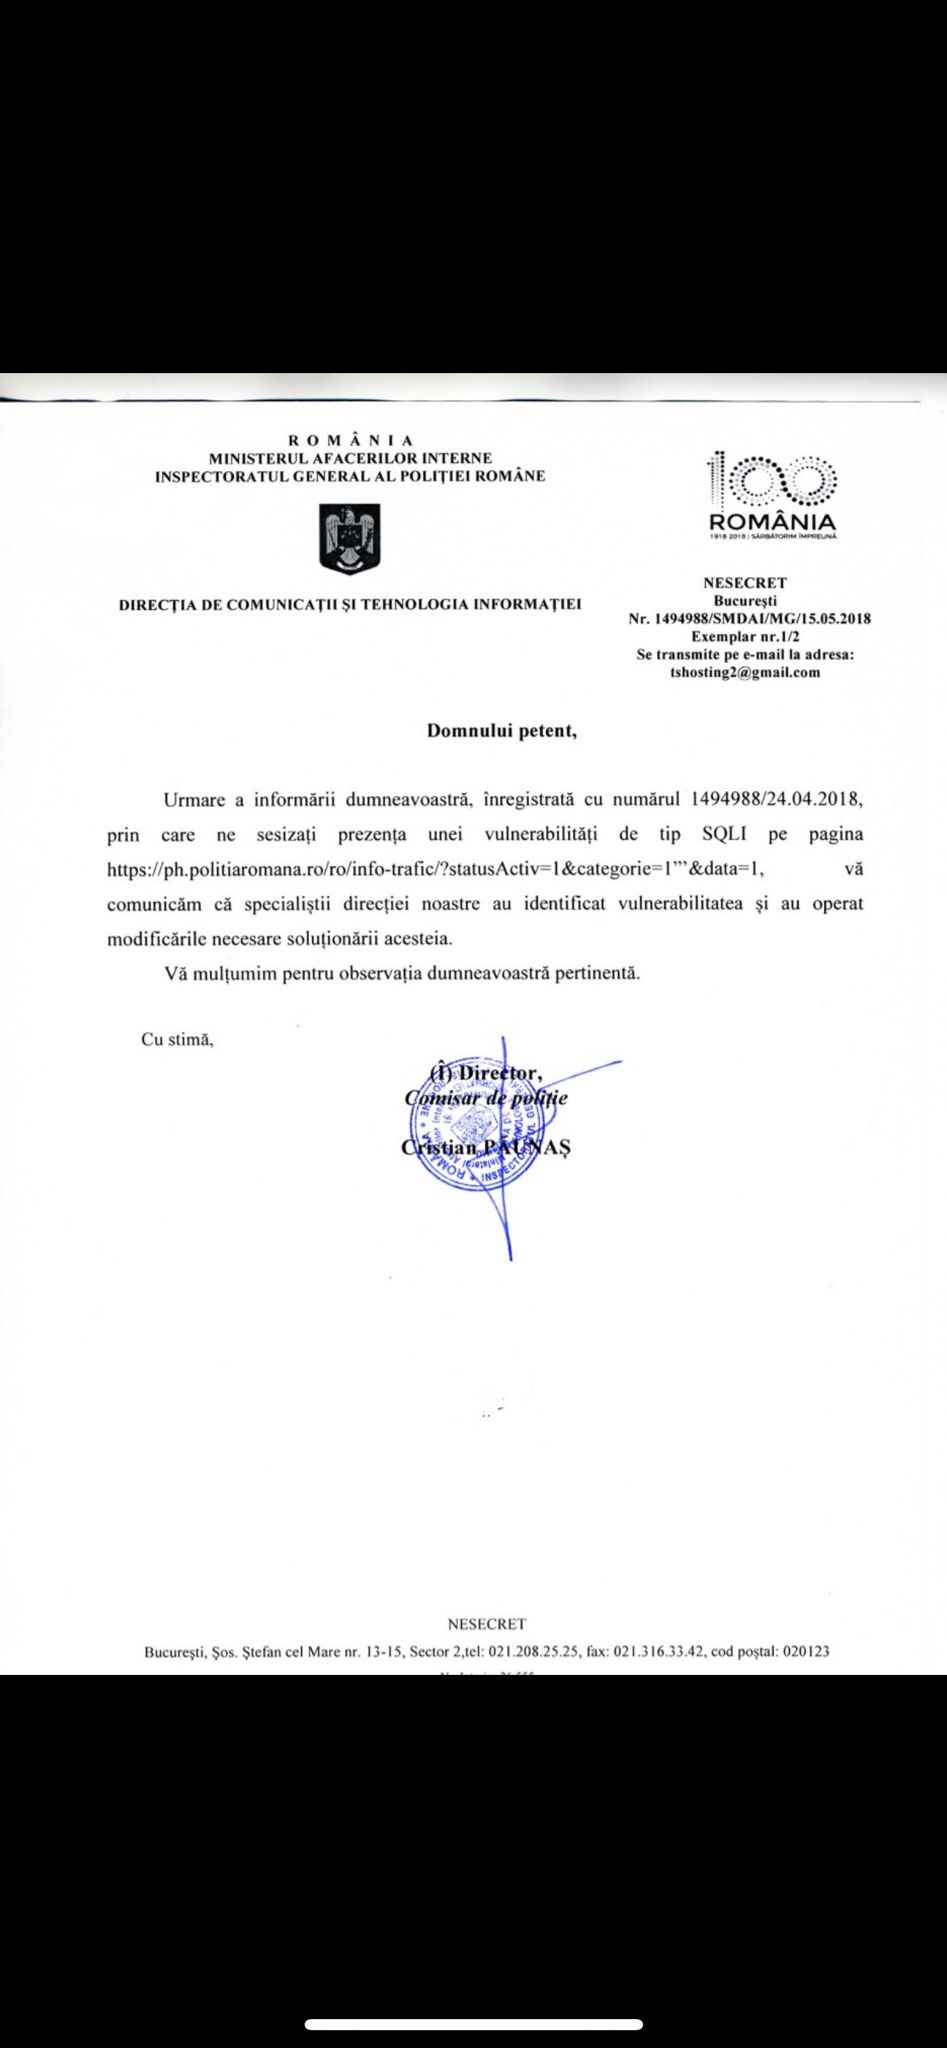 R O M Â N I A
MINISTERUL AFACERILOR INTERNE
INSPECTORATUL GENERAL AL POLIȚIEI ROMÂNE
DIRECȚIA DE COMUNICAȚII ȘI TEHNOLOGIA INFORMAȚIEI
100
ROMÂNIA
1918-2018 | SĂRBĂTORIM ÎMPREUNĂ
NESECRET
București
Nr. 1494988/SMDAI/MG/15.05.2018
Exemplar nr.1/2
Se transmite pe e-mail la adresa:
tshosting2@gmail.com
Domnului petent,
Urmare a informării dumneavoastră, înregistrată cu numărul 1494988/24.04.2018,
prin care ne sesizați prezența unei vulnerabilități de tip SQLI pe pagina
https://ph.politiaromana.ro/ro/info-trafic/?statusActiv=1&categorie=1”’&data=1, vă
comunicăm că specialiștii direcției noastre au identificat vulnerabilitatea și au operat
modificările necesare soluționării acesteia.
Vă mulțumim pentru observația dumneavoastră pertinentă.
Cu stimă,
(Î) Director,
Comisar de poliție
Cristian PĂUNAȘ
ROMÂNIA
NESECRET
București, Șos. Ștefan cel Mare nr. 13-15, Sector 2,tel: 021.208.25.25, fax: 021.316.33.42, cod poștal: 020123